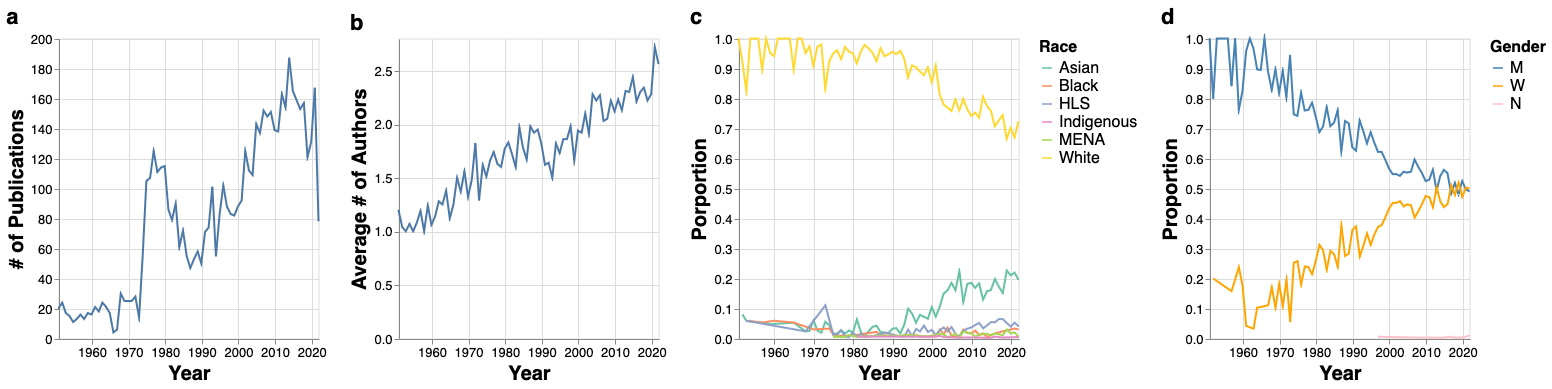 a
# of Publications
200
180
160
140
120
100
80
60
40
20
0
1960 1970 1980 1990 2000 2010 2020
Year
b
Average # of Authors
2.5
2.0
1.5
1.0
0.5
0.0
1960 1970 1980 1990 2000 2010 2020
Year
c
Porportion
1.0
0.9
0.8
0.7
0.6
0.5
0.4
0.3
0.2
0.1
0.0
1960 1970 1980 1990 2000 2010 2020
Year
Race
Asian
Black
HLS
Indigenous
MENA
White
d
Proportion
1.0
0.9
0.8
0.7
0.6
0.5
0.4
0.3
0.2
0.1
0.0
1960 1970 1980 1990 2000 2010 2020
Year
Gender
M
W
N